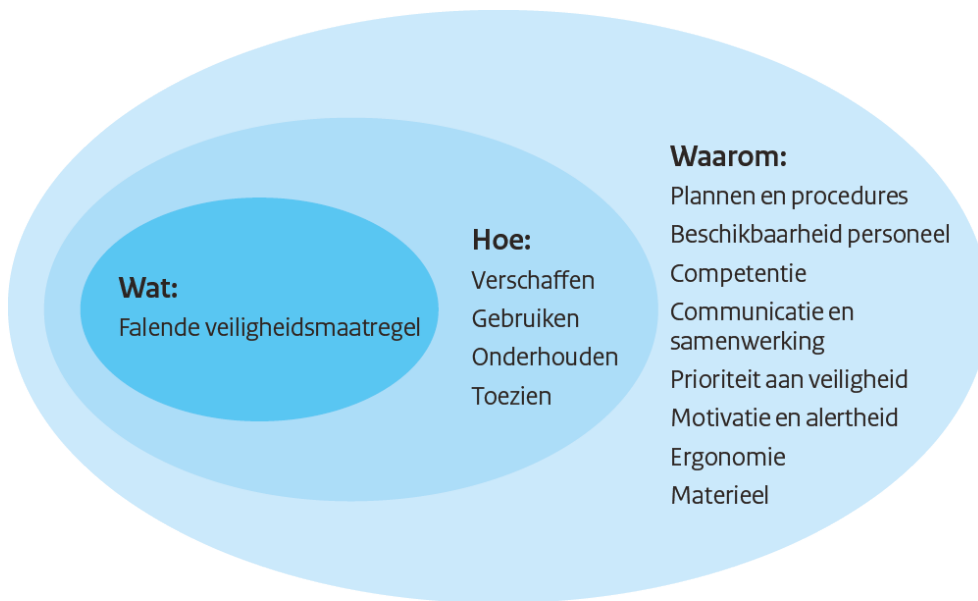 Wat:
Falende veiligheidsmaatregel
Hoe:
Verschaffen
Gebruiken
Onderhouden
Toezien
Waarom:
Plannen en procedures
Beschikbaarheid personeel
Competentie
Communicatie en
samenwerking
Prioriteit aan veiligheid
Motivatie en alertheid
Ergonomie
Materieel